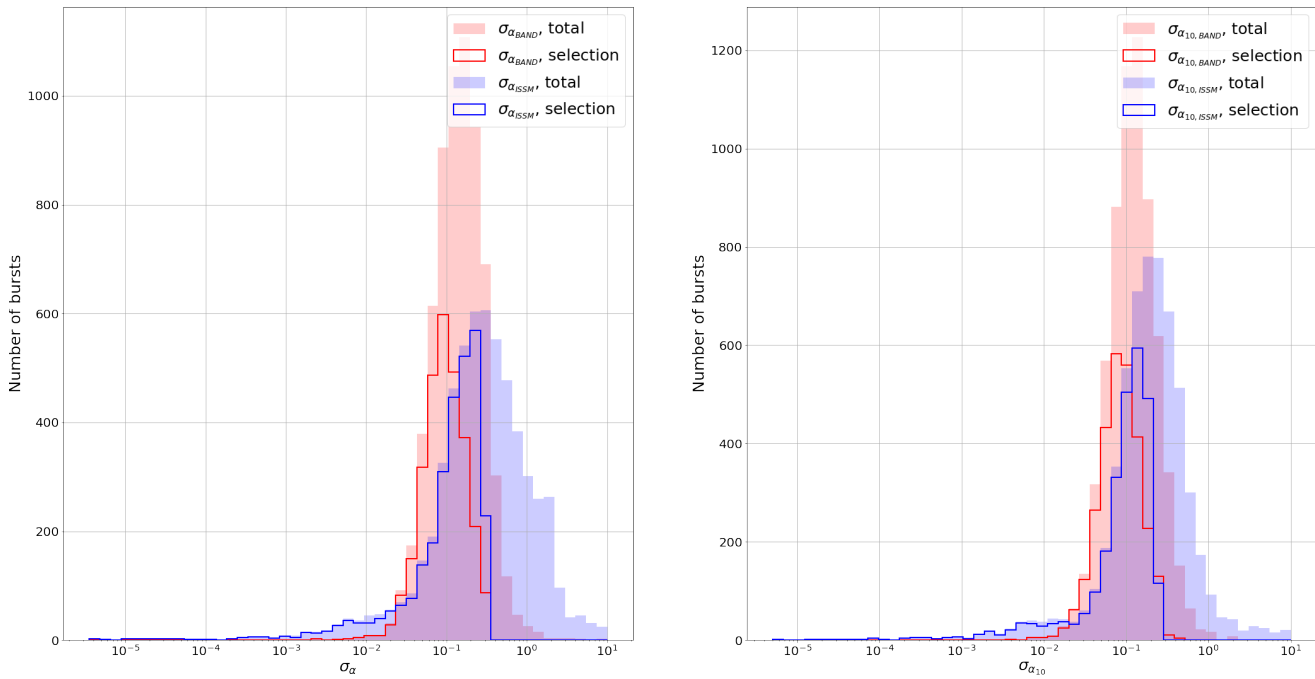 σ_{α_{BAND}}, total
σ_{α_{BAND}}, selection
σ_{α_{ISSM}}, total
σ_{α_{ISSM}}, selection
1000
800
600
400
200
0
Number of bursts
10^{-5} 10^{-4} 10^{-3} 10^{-2} 10^{-1} 10^{0} 10^{1}
σ_{α}
σ_{α_{10,BAND}}, total
σ_{α_{10,BAND}}, selection
σ_{α_{10,ISSM}}, total
σ_{α_{10,ISSM}}, selection
1200
1000
800
600
400
200
0
Number of bursts
10^{-5} 10^{-4} 10^{-3} 10^{-2} 10^{-1} 10^{0} 10^{1}
σ_{α_{10}}